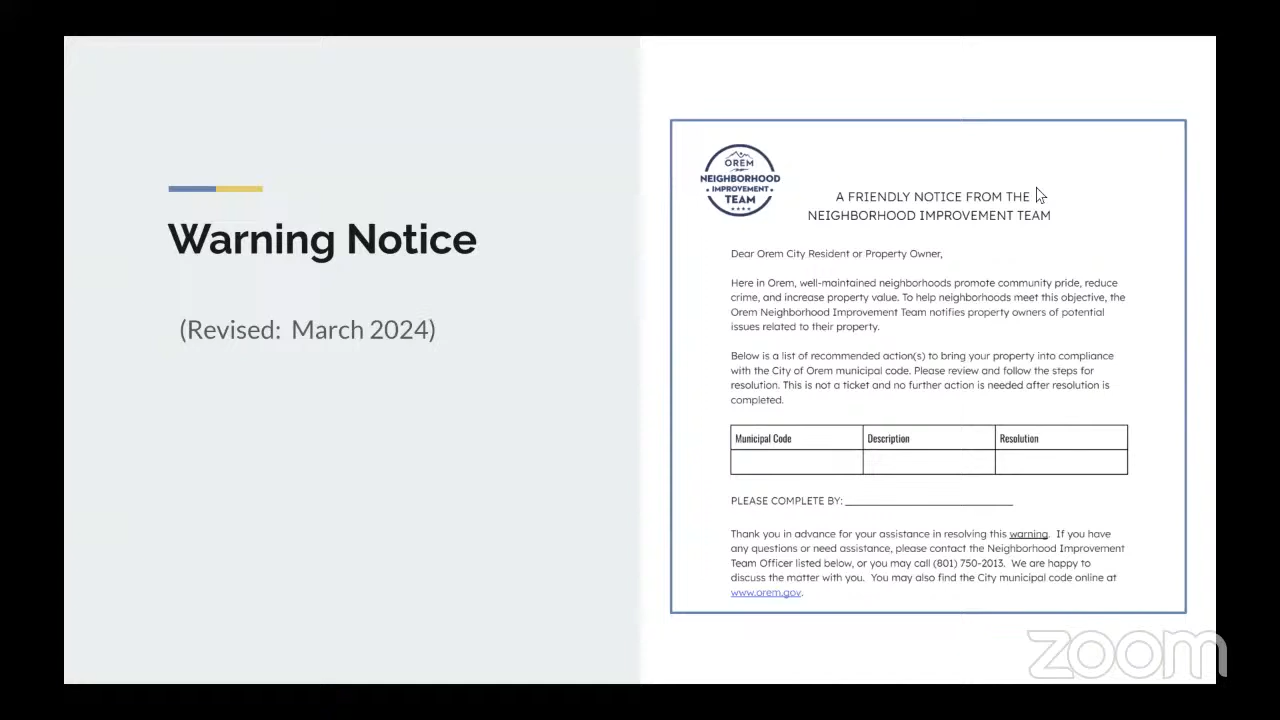 Warning Notice
(Revised: March 2024)
OREM
NEIGHBORHOOD
IMPROVEMENT
TEAM
A FRIENDLY NOTICE FROM THE
NEIGHBORHOOD IMPROVEMENT TEAM
Dear Orem City Resident or Property Owner,
Here in Orem, well-maintained neighborhoods promote community pride, reduce
crime, and increase property value. To help neighborhoods meet this objective, the
Orem Neighborhood Improvement Team notifies property owners of potential
issues related to their property.
Below is a list of recommended action(s) to bring your property into compliance
with the City of Orem municipal code. Please review and follow the steps for
resolution. This is not a ticket and no further action is needed after resolution is
completed.
Municipal Code Description Resolution
PLEASE COMPLETE BY:
Thank you in advance for your assistance in resolving this warning. If you have
any questions or need assistance, please contact the Neighborhood Improvement
Team Officer listed below, or you may call (801) 750-2013. We are happy to
discuss the matter with you. You may also find the City municipal code online at
www.orem.gov.
zoom